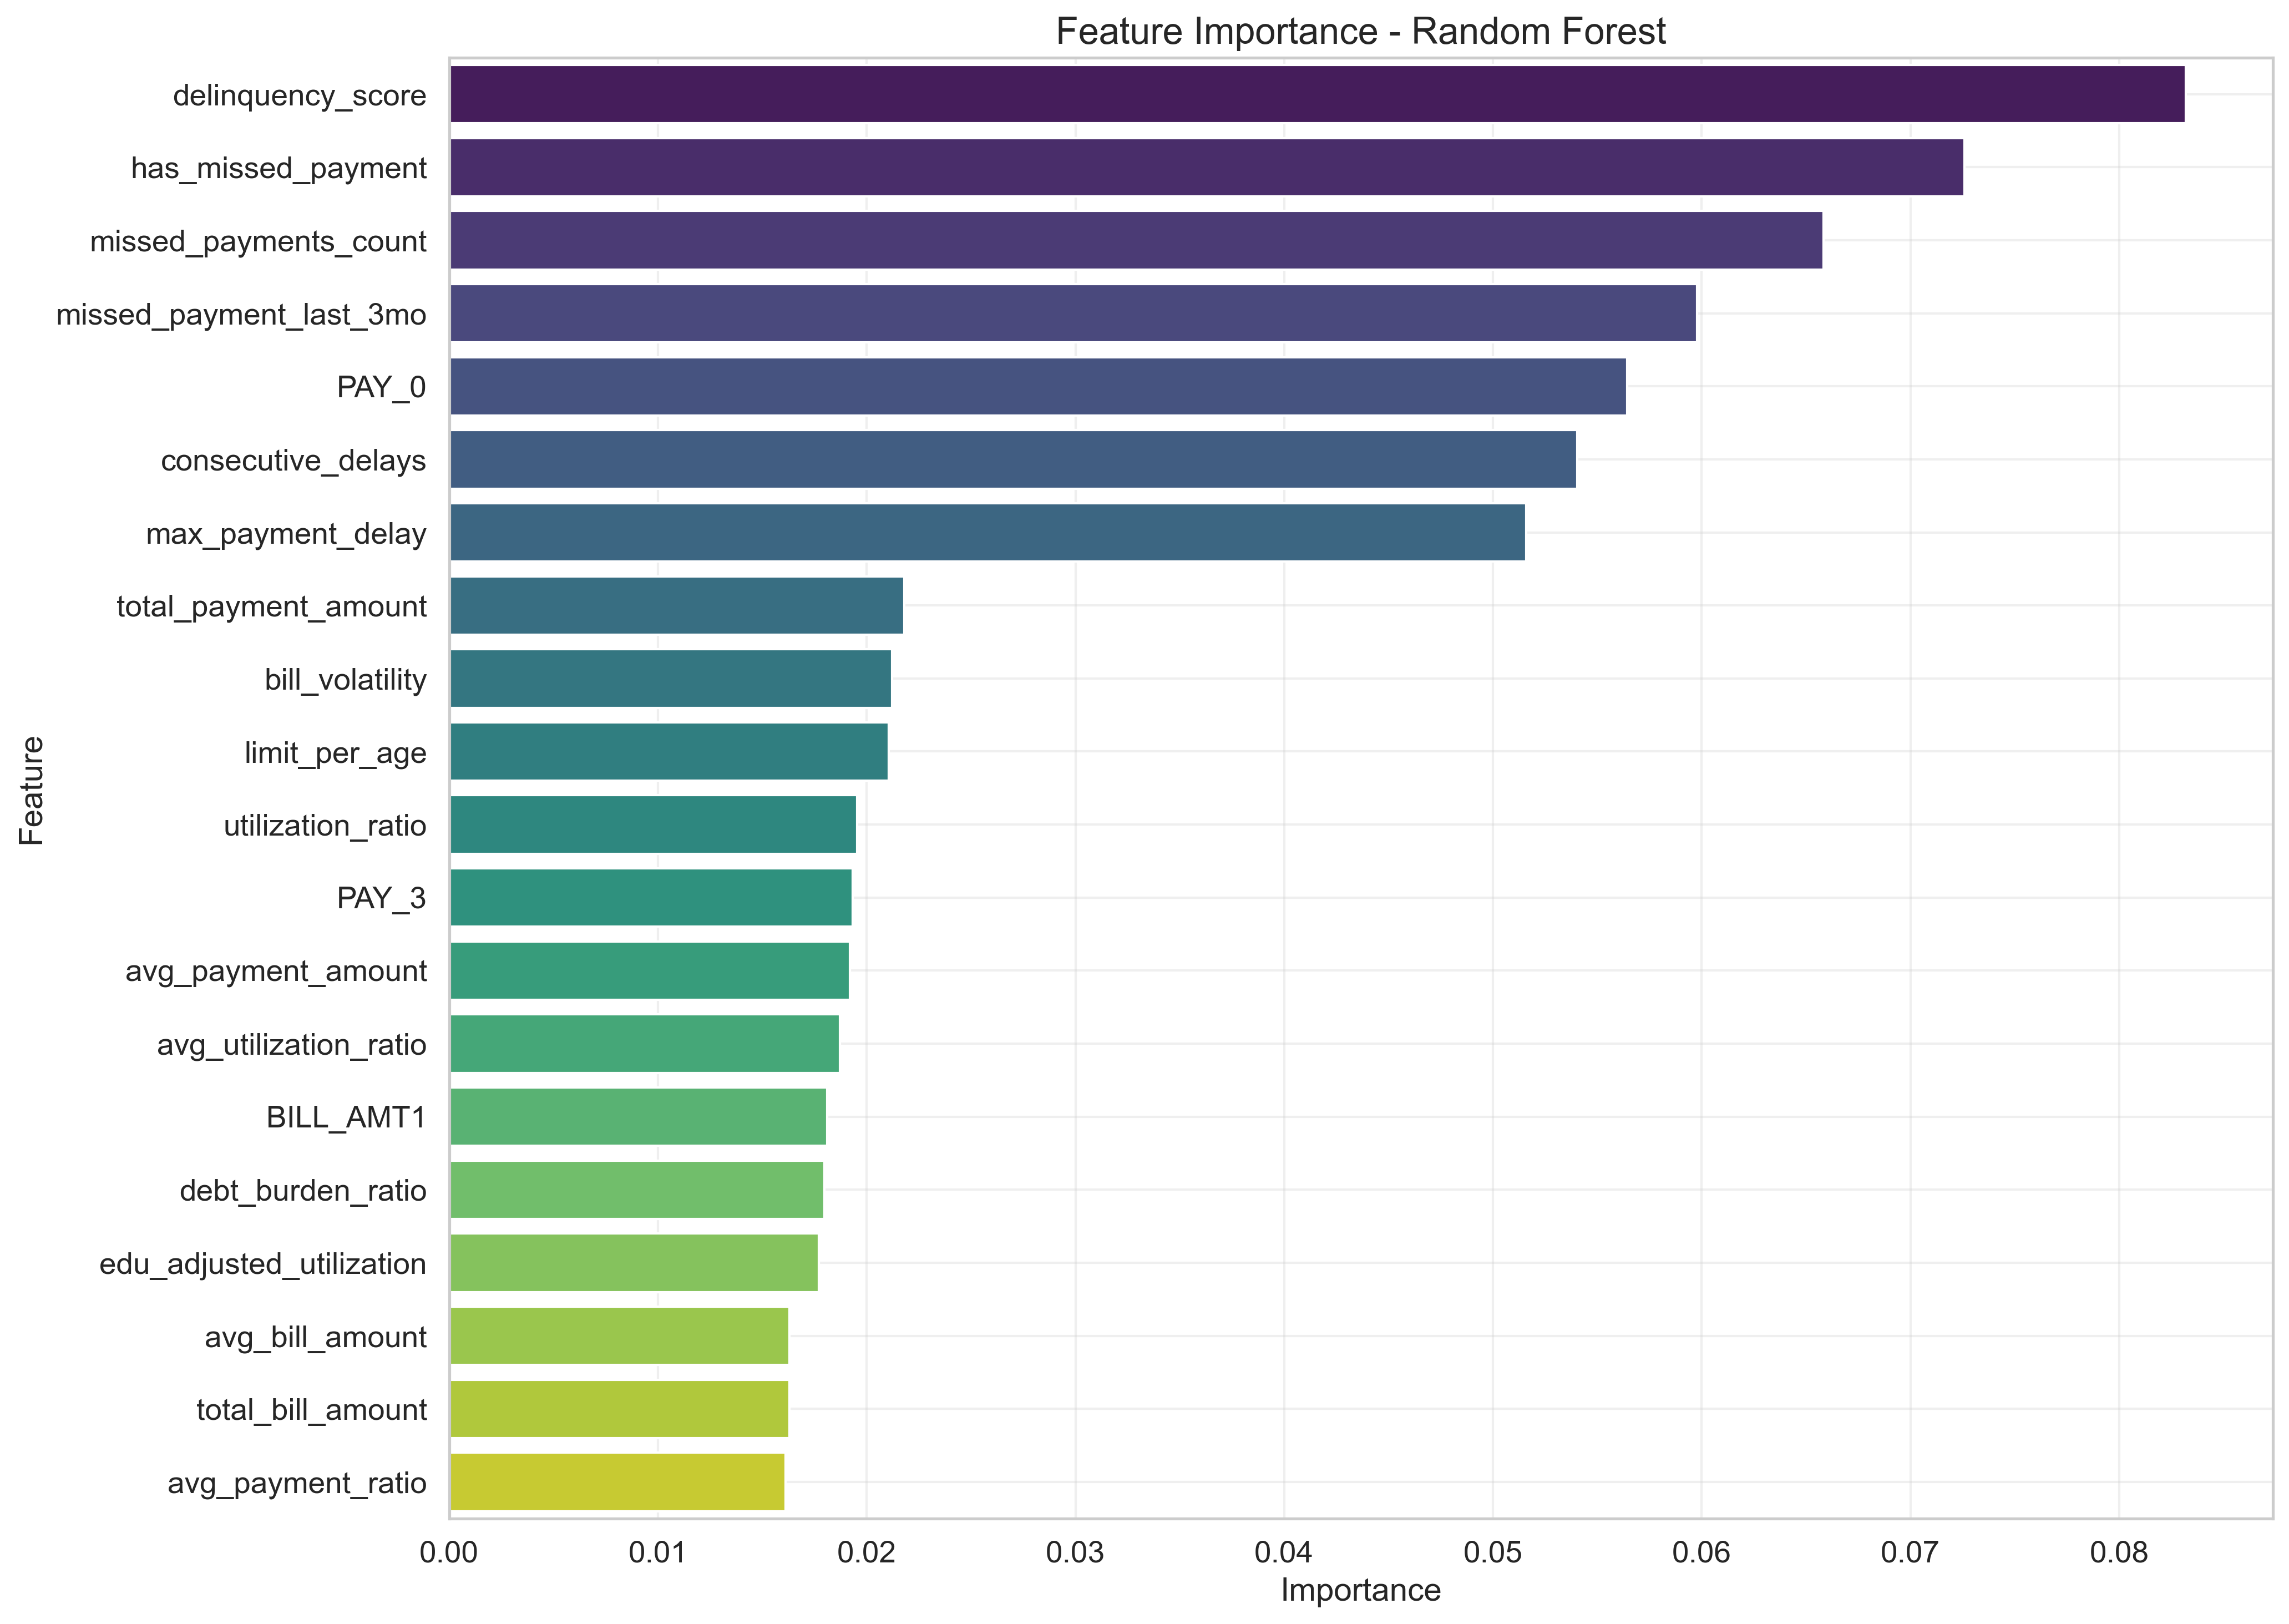 Feature Importance - Random Forest
delinquency_score
has_missed_payment
missed_payments_count
missed_payment_last_3mo
PAY_0
consecutive_delays
max_payment_delay
total_payment_amount
bill_volatility
limit_per_age
utilization_ratio
PAY_3
avg_payment_amount
avg_utilization_ratio
BILL_AMT1
debt_burden_ratio
edu_adjusted_utilization
avg_bill_amount
total_bill_amount
avg_payment_ratio
Feature
0.00 0.01 0.02 0.03 0.04 0.05 0.06 0.07 0.08
Importance